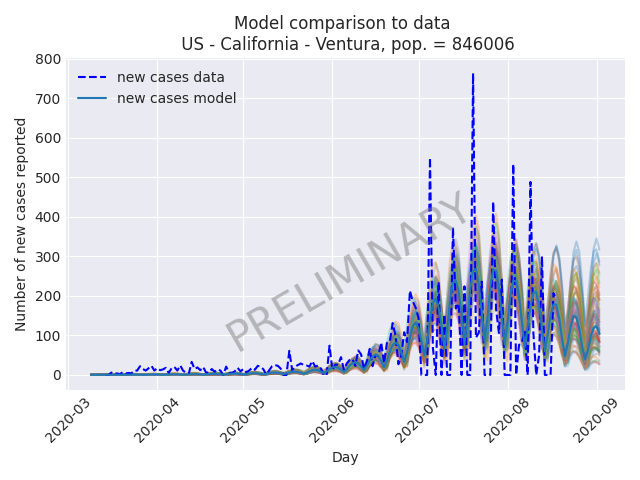 Model comparison to data
US - California - Ventura, pop. = 846006
new cases data
new cases model
PRELIMINARY
Number of new cases reported
800
700
600
500
400
300
200
100
0
2020-03
2020-04
2020-05
2020-06
2020-07
2020-08
2020-09
Day